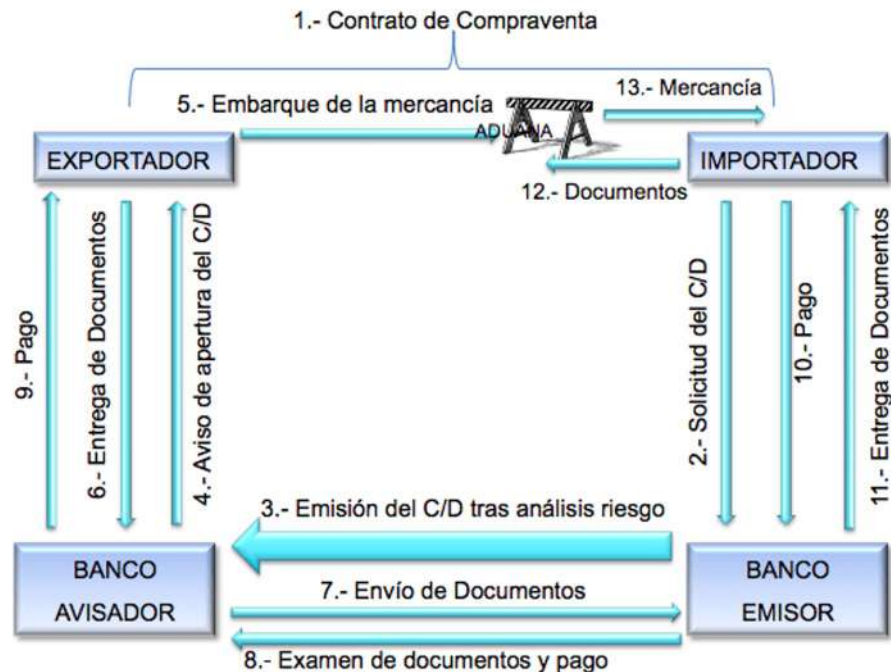 1.- Contrato de Compraventa
5.- Embarque de la mercancía
13.- Mercancía
ADUANA
EXPORTADOR
IMPORTADOR
12.- Documentos
9.- Pago
6.- Entrega de Documentos
4.- Aviso de apertura del C/D
2.- Solicitud del C/D
10.- Pago
11.- Entrega de Documentos
3.- Emisión del C/D tras análisis riesgo
BANCO
AVISADOR
BANCO
EMISOR
7.- Envío de Documentos
8.- Examen de documentos y pago